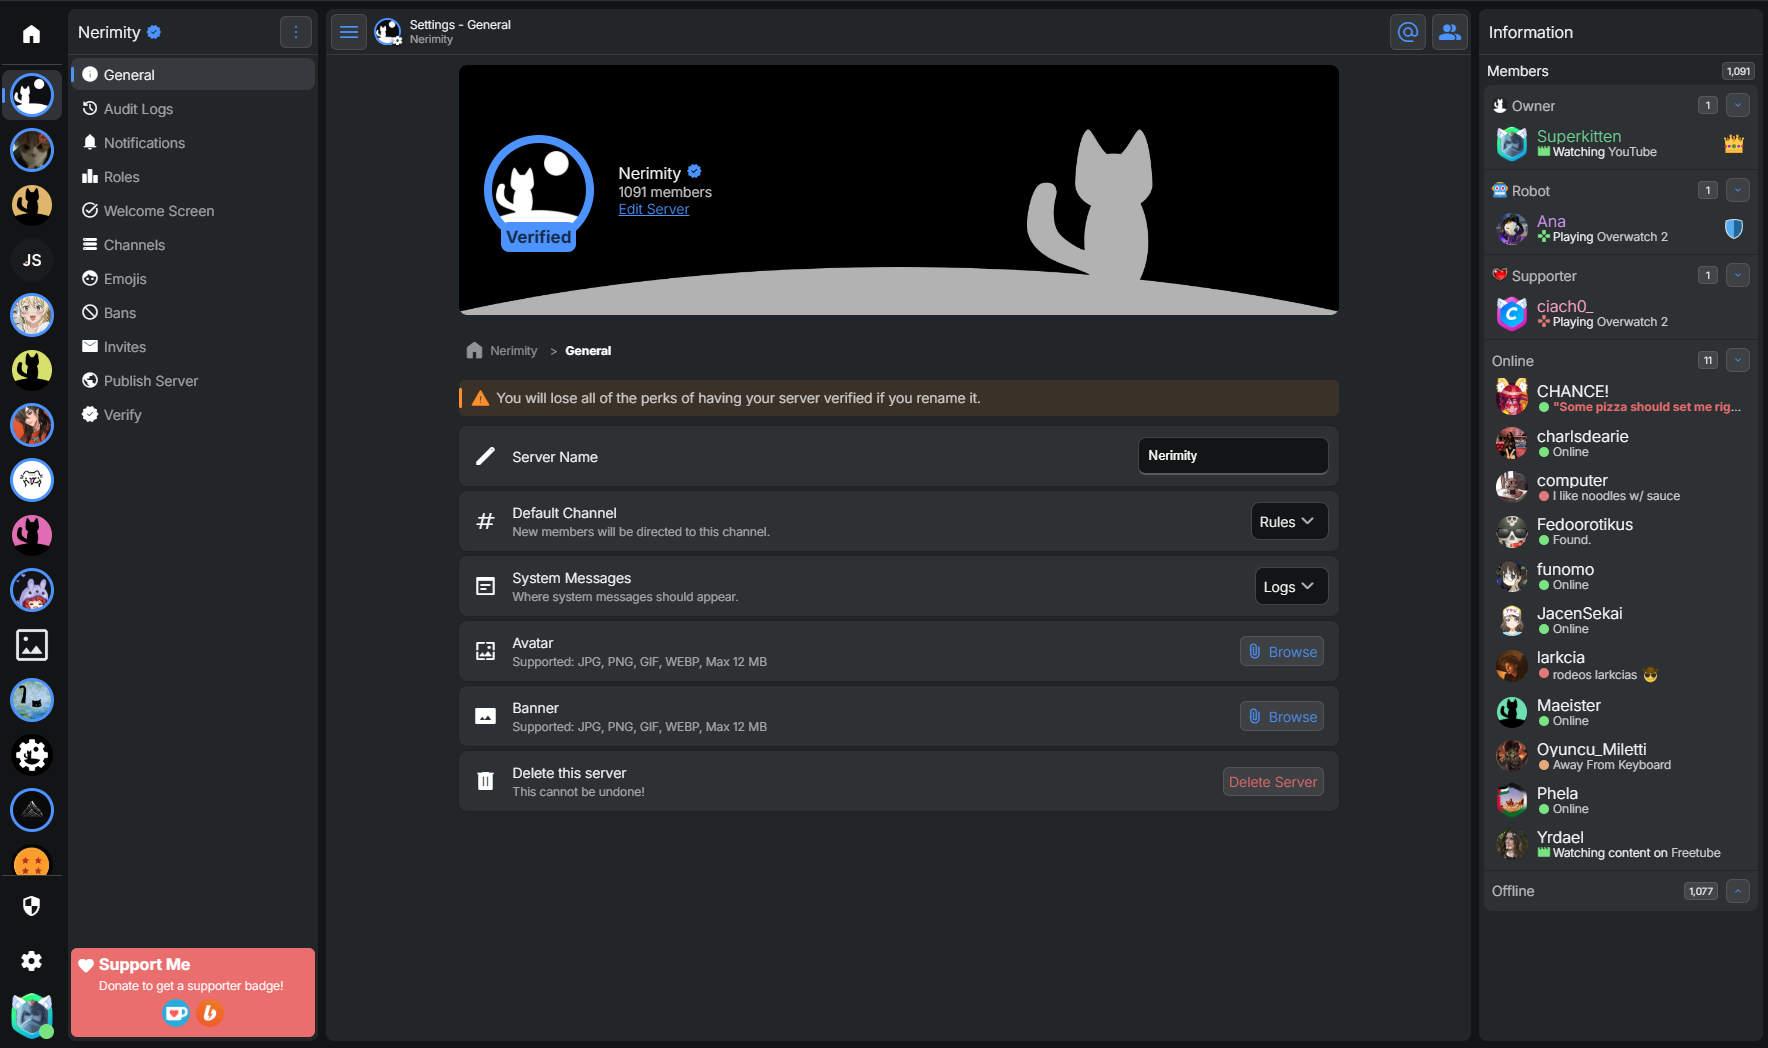 Nerimity
General
Audit Logs
Notifications
Roles
Welcome Screen
Channels
Emojis
Bans
Invites
Publish Server
Verify
JS
Support Me
Donate to get a supporter badge!
Settings - General
Nerimity
Verified
Nerimity
1091 members
Edit Server
Nerimity > General
You will lose all of the perks of having your server verified if you rename it.
Server Name
Nerimity
Default Channel
New members will be directed to this channel.
Rules
System Messages
Where system messages should appear.
Logs
Avatar
Supported: JPG, PNG, GIF, WEBP, Max 12 MB
Browse
Banner
Supported: JPG, PNG, GIF, WEBP, Max 12 MB
Browse
Delete this server
This cannot be undone!
Delete Server
Information
Members 1,091
Owner 1
Superkitten
Watching YouTube
Robot 1
Ana
Playing Overwatch 2
Supporter 1
ciach0_
Playing Overwatch 2
Online 11
CHANCE!
"Some pizza should set me rig...
charlsdearie
Online
computer
I like noodles w/ sauce
Fedoorotikus
Found.
funomo
Online
JacenSekai
Online
larkcia
rodeos larkcias 🤠
Maeister
Online
Oyuncu_Miletti
Away From Keyboard
Phela
Online
Yrdael
Watching content on Freetube
Offline 1,077